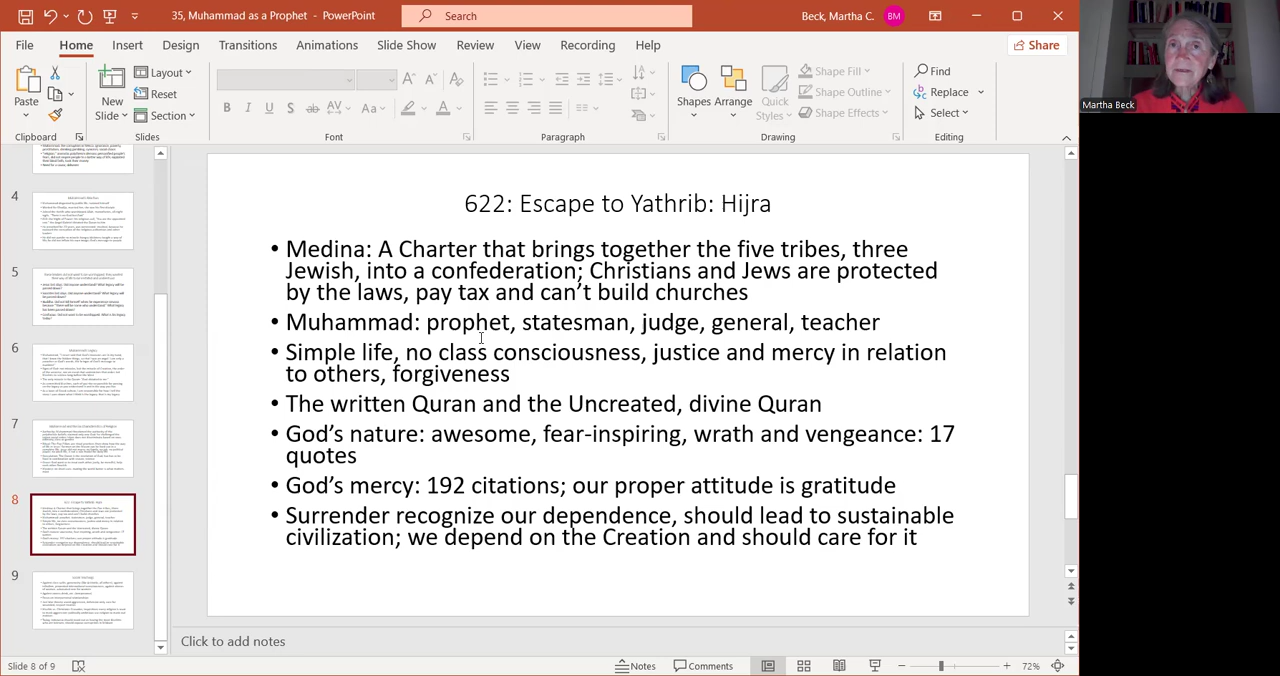 35, Muhammad as a Prophet - PowerPoint
Search
Beck, Martha C.
BM
File Home Insert Design Transitions Animations Slide Show Review View Recording Help
Share
Paste
New
Slide
Layout
Reset
Section
Shapes
Arrange
Quick
Styles
Shape Fill
Shape Outline
Shape Effects
Find
Replace
Select
Clipboard
Slides
Font
Paragraph
Drawing
Editing
Martha Beck
4
5
6
7
8
9
622: Escape to Yathrib: Hijra
• Medina: A Charter that brings together the five tribes, three
Jewish, into a confederation; Christians and Jews are protected
by the laws, pay tax and can't build churches
• Muhammad: prophet, statesman, judge, general, teacher
• Simple life, no class consciousness, justice and mercy in relation
to others, forgiveness
• The written Quran and the Uncreated, divine Quran
• God's nature: awesome, fear-inspiring, wrath and vengeance: 17
quotes
• God's mercy: 192 citations; our proper attitude is gratitude
• Surrender recognize our dependence, should lead to sustainable
civilization; we depend on the Creation and should care for it
Click to add notes
Slide 8 of 9
Notes
Comments
72%